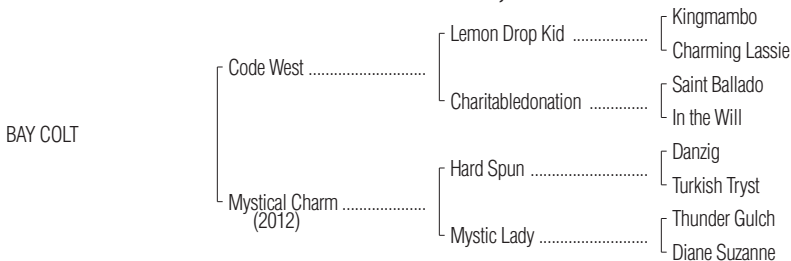 Kingmambo
Lemon Drop Kid .................
Charming Lassie
Code West ...........................
Saint Ballado
Charitabledonation .............
In the Will
BAY COLT
Danzig
Hard Spun ...........................
Turkish Tryst
Mystical Charm ...................
(2012)
Thunder Gulch
Mystic Lady .........................
Diane Suzanne